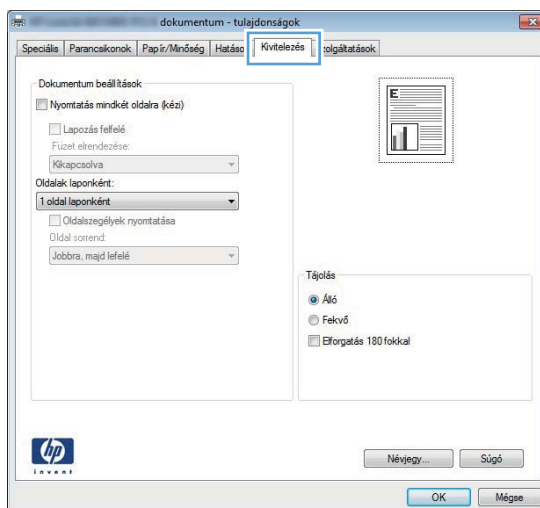 dokumentum - tulajdonságok
Speciális Parancsikonok Papír/Minőség Hatáso Kivitelezés zolgáltatások
Dokumentum beállítások
Nyomtatás mindkét oldalra (kézi)
Lapozás felfelé
Füzet elrendezése:
Kikapcsolva
Oldalak laponként:
1 oldal laponként
Oldalszegélyek nyomtatása
Oldal sorrend:
Jobbra, majd lefelé
E
Tájolás
Álló
Fekvő
Elforgatás 180 fokkal
hp
invent
Névjegy... Súgó
OK Mégse